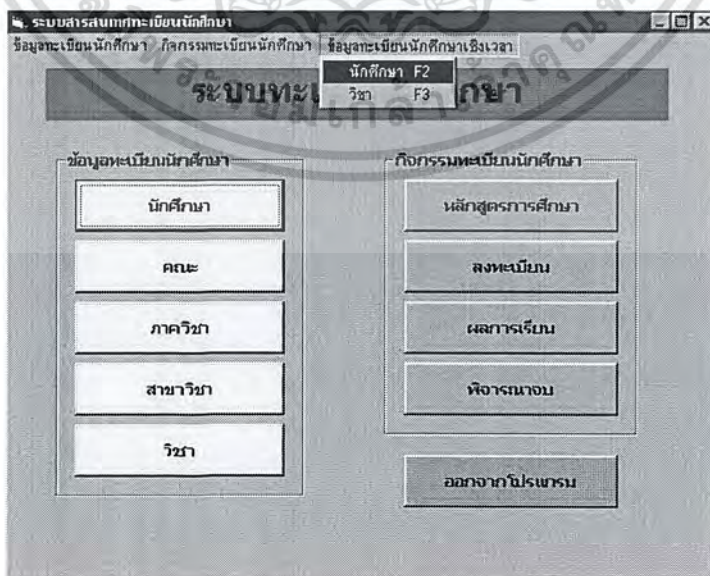 ระบบสารสนเทศทะเบียนนักศึกษา
ข้อมูลทะเบียนนักศึกษา กิจกรรมทะเบียนนักศึกษา ข้อมูลทะเบียนนักศึกษาเชิงเวลา
นักศึกษา F2
วิชา F3
ระบบทะเ กษา
ข้อมูลทะเบียนนักศึกษา
นักศึกษา
คณะ
ภาควิชา
สาขาวิชา
วิชา
กิจกรรมทะเบียนนักศึกษา
หลักสูตรการศึกษา
ลงทะเบียน
ผลการเรียน
พิจารณาจบ
ออกจากโปรแกรม